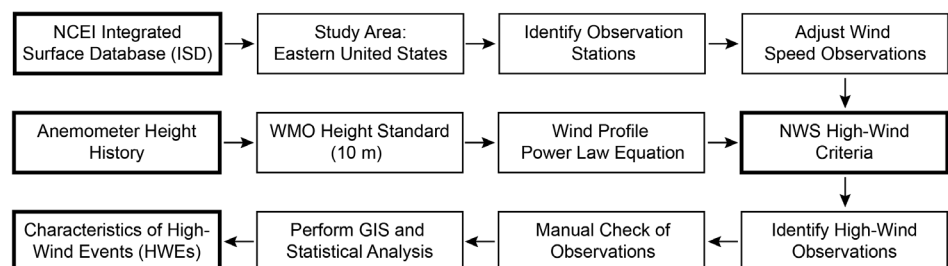 NCEI Integrated
Surface Database (ISD)
Study Area:
Eastern United States
Identify Observation
Stations
Adjust Wind
Speed Observations
Anemometer Height
History
WMO Height Standard
(10 m)
Wind Profile
Power Law Equation
NWS High-Wind
Criteria
Characteristics of High-
Wind Events (HWEs)
Perform GIS and
Statistical Analysis
Manual Check of
Observations
Identify High-Wind
Observations